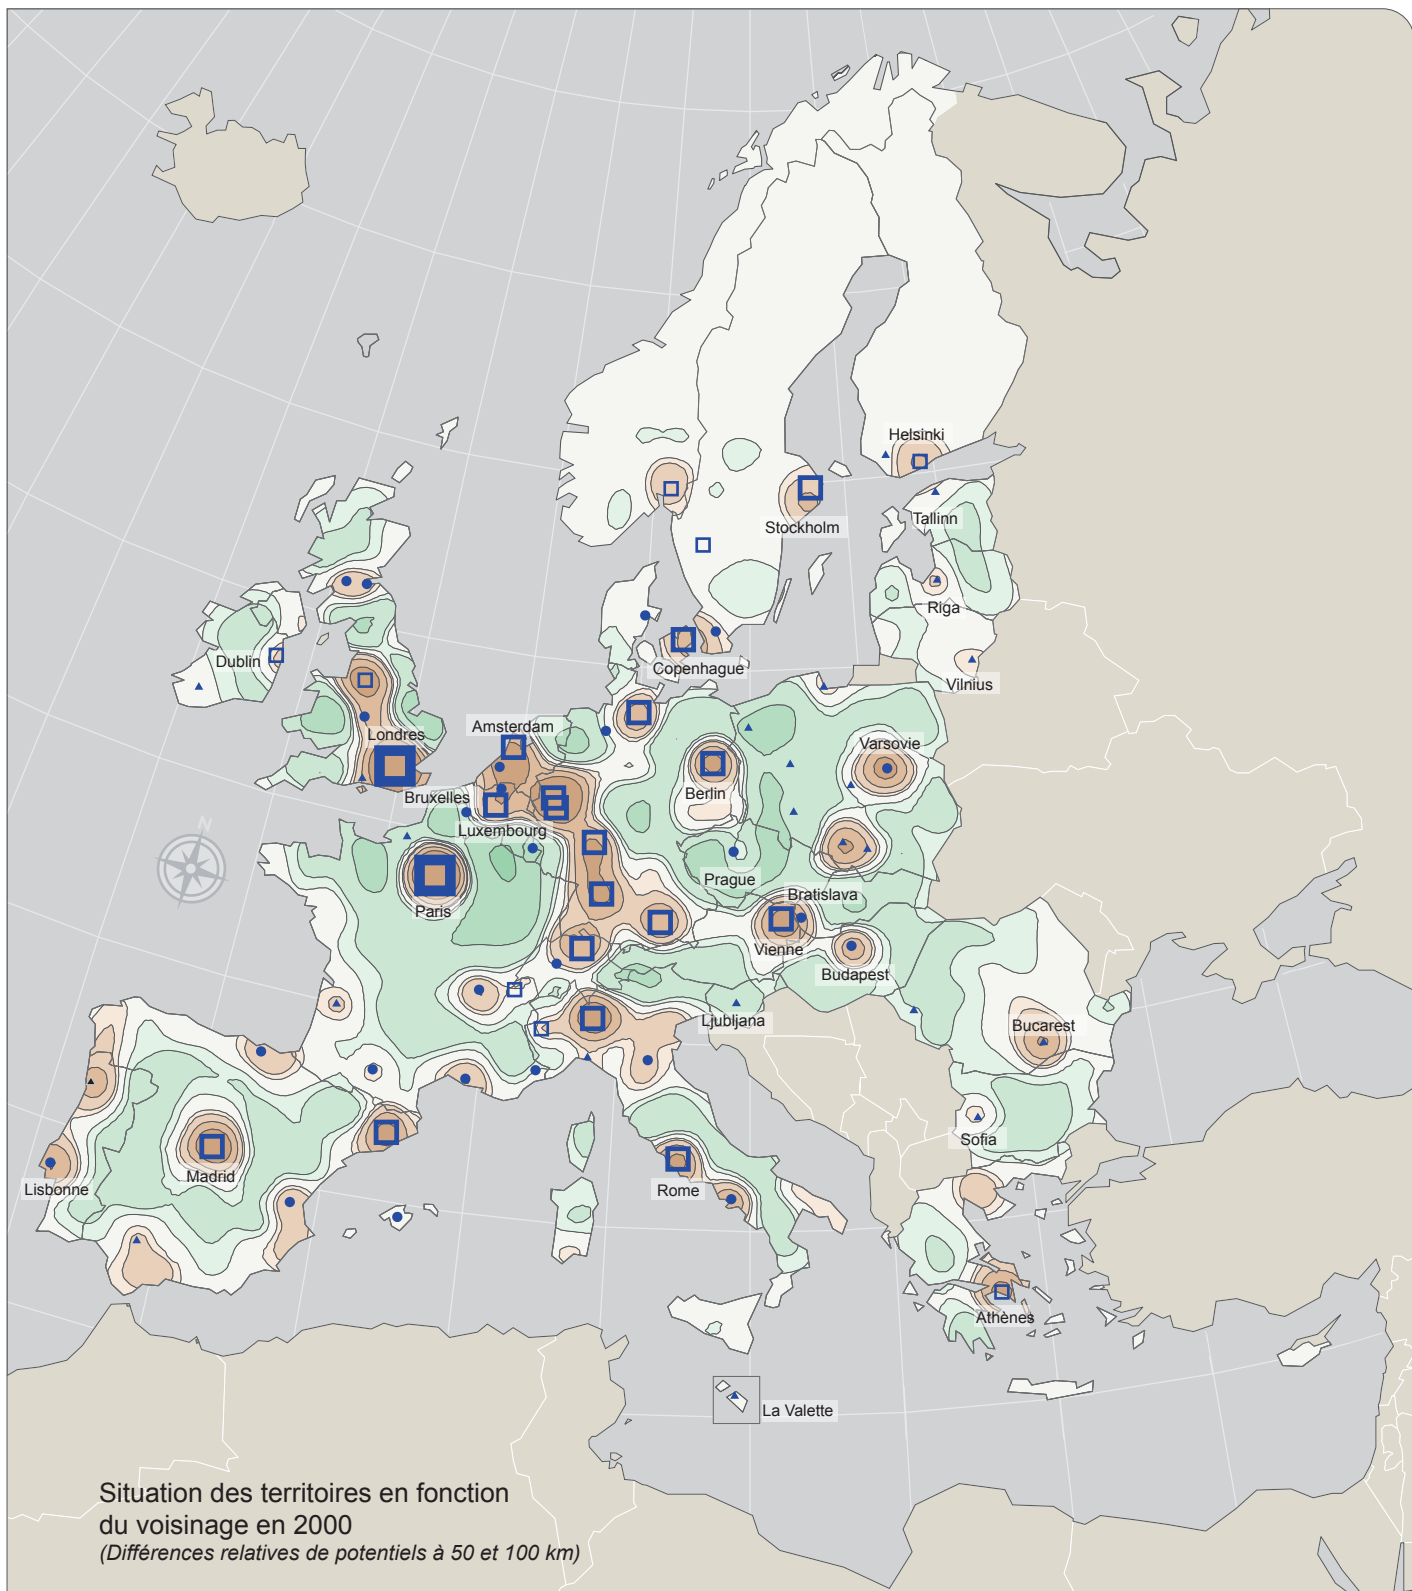 Helsinki
Tallinn
Stockholm
Riga
Dublin
Copenhague
Vilnius
Amsterdam
Londres
Varsovie
Berlin
Bruxelles
Luxembourg
Prague
Bratislava
Paris
Vienne
Budapest
Ljubljana
Bucarest
Sofia
Madrid
Lisbonne
Rome
Athènes
La Valette
N
Situation des territoires en fonction
du voisinage en 2000
(Différences relatives de potentiels à 50 et 100 km)